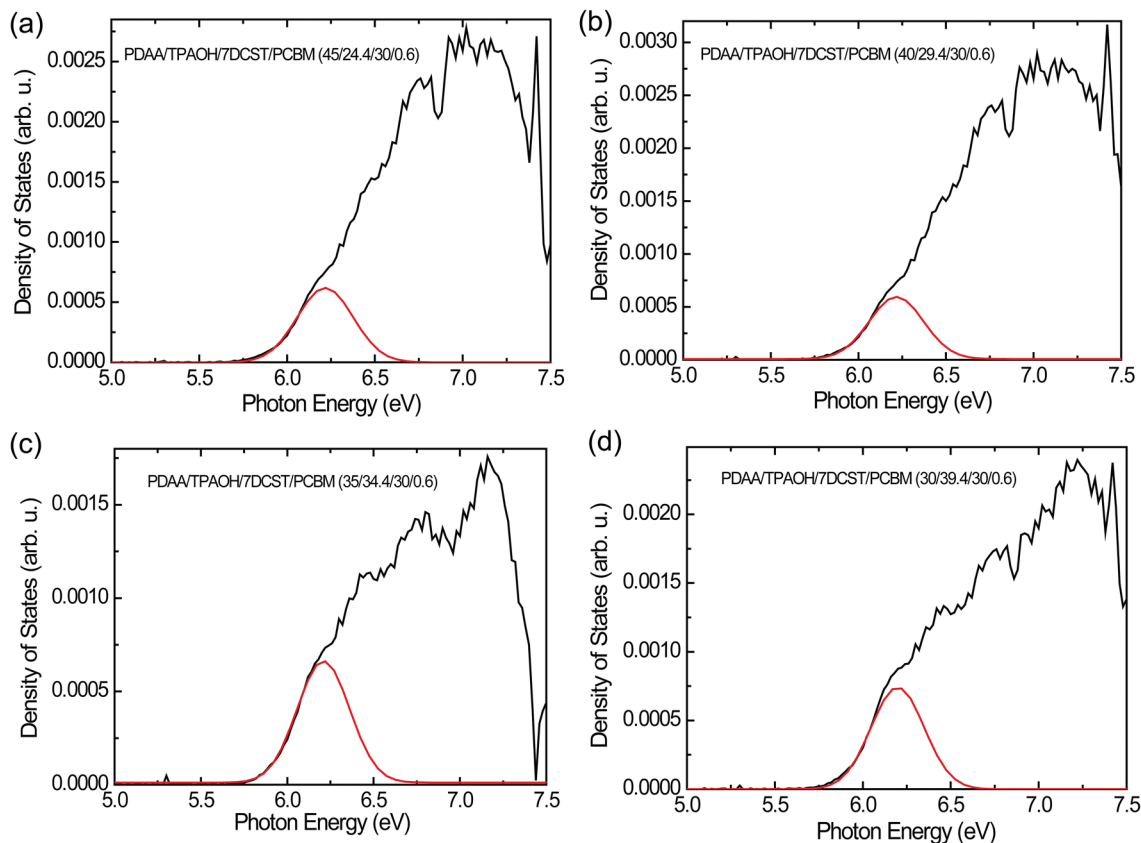 (a)
PDAA/TPAOH/7DCST/PCBM (45/24.4/30/0.6)
Density of States (arb. u.)
0.0025
0.0020
0.0015
0.0010
0.0005
0.0000
5.0 5.5 6.0 6.5 7.0 7.5
Photon Energy (eV)
(b)
PDAA/TPAOH/7DCST/PCBM (40/29.4/30/0.6)
Density of States (arb. u.)
0.0030
0.0025
0.0020
0.0015
0.0010
0.0005
0.0000
5.0 5.5 6.0 6.5 7.0 7.5
Photon Energy (eV)
(c)
PDAA/TPAOH/7DCST/PCBM (35/34.4/30/0.6)
Density of States (arb. u.)
0.0015
0.0010
0.0005
0.0000
5.0 5.5 6.0 6.5 7.0 7.5
Photon Energy (eV)
(d)
PDAA/TPAOH/7DCST/PCBM (30/39.4/30/0.6)
Density of States (arb. u.)
0.0020
0.0015
0.0010
0.0005
0.0000
5.0 5.5 6.0 6.5 7.0 7.5
Photon Energy (eV)